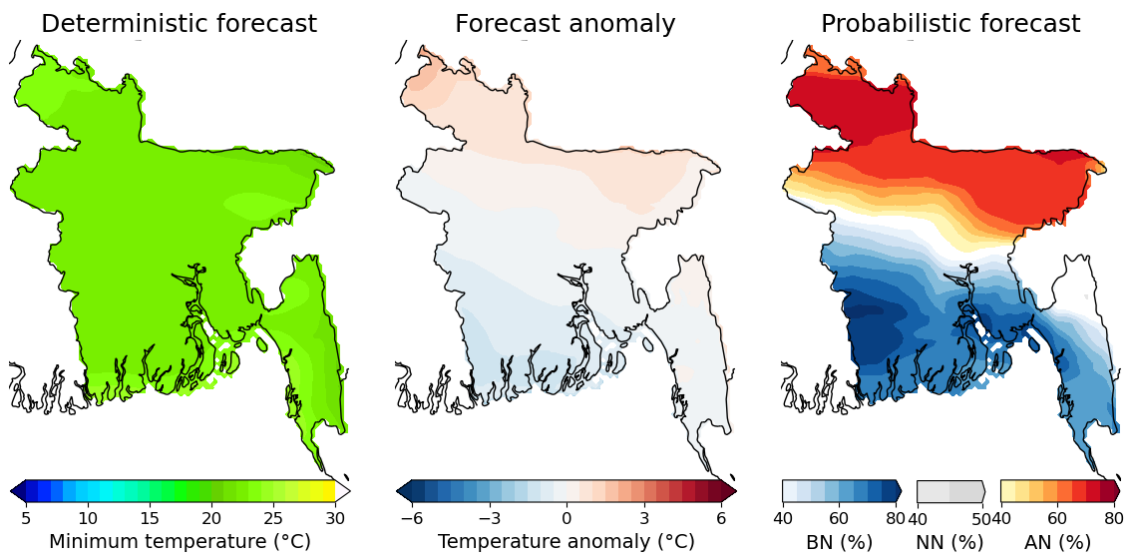 Deterministic forecast
Forecast anomaly
Probabilistic forecast
5 10 15 20 25 30
Minimum temperature (°C)
−6 −3 0 3 6
Temperature anomaly (°C)
40 60 80
BN (%)
40 50
NN (%)
40 60 80
AN (%)